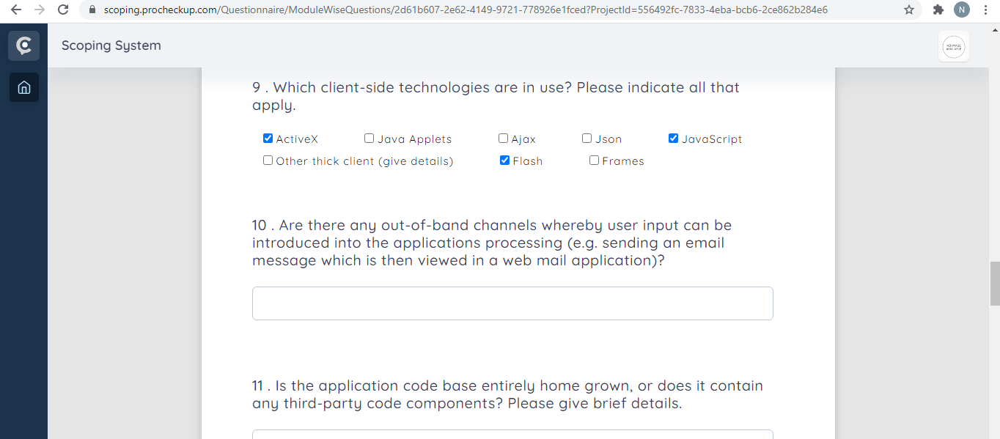 scoping.procheckup.com/Questionnaire/ModuleWiseQuestions/2d61b607-2e62-4149-9721-778926e1fced?ProjectId=556492fc-7833-4eba-bcb6-2ce862b284e6
N
Scoping System
NO IMAGE
AVAILABLE
9 . Which client-side technologies are in use? Please indicate all that
apply.
ActiveX Java Applets Ajax Json JavaScript
Other thick client (give details) Flash Frames
10 . Are there any out-of-band channels whereby user input can be
introduced into the applications processing (e.g. sending an email
message which is then viewed in a web mail application)?
11 . Is the application code base entirely home grown, or does it contain
any third-party code components? Please give brief details.